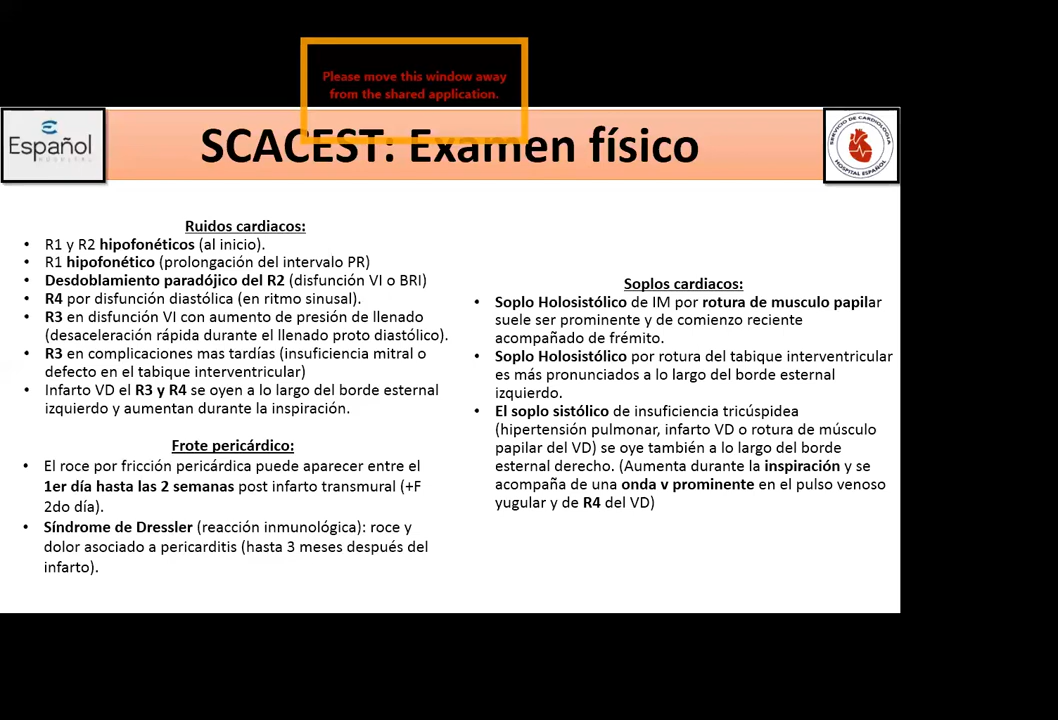 Please move this window away
from the shared application.
Español
HOSPITAL
SCACEST: Examen físico
SERVICIO DE CARDIOLOGIA
HOSPITAL ESPAÑOL
Ruidos cardiacos:
• R1 y R2 hipofonéticos (al inicio).
• R1 hipofonético (prolongación del intervalo PR)
• Desdoblamiento paradójico del R2 (disfunción VI o BRI)
• R4 por disfunción diastólica (en ritmo sinusal).
• R3 en disfunción VI con aumento de presión de llenado
(desaceleración rápida durante el llenado proto diastólico).
• R3 en complicaciones mas tardías (insuficiencia mitral o
defecto en el tabique interventricular)
• Infarto VD el R3 y R4 se oyen a lo largo del borde esternal
izquierdo y aumentan durante la inspiración.
Frote pericárdico:
• El roce por fricción pericárdica puede aparecer entre el
1er día hasta las 2 semanas post infarto transmural (+F
2do día).
• Síndrome de Dressler (reacción inmunológica): roce y
dolor asociado a pericarditis (hasta 3 meses después del
infarto).
Soplos cardiacos:
• Soplo Holosistólico de IM por rotura de musculo papilar
suele ser prominente y de comienzo reciente
acompañado de frémito.
• Soplo Holosistólico por rotura del tabique interventricular
es más pronunciados a lo largo del borde esternal
izquierdo.
• El soplo sistólico de insuficiencia tricúspidea
(hipertensión pulmonar, infarto VD o rotura de músculo
papilar del VD) se oye también a lo largo del borde
esternal derecho. (Aumenta durante la inspiración y se
acompaña de una onda v prominente en el pulso venoso
yugular y de R4 del VD)